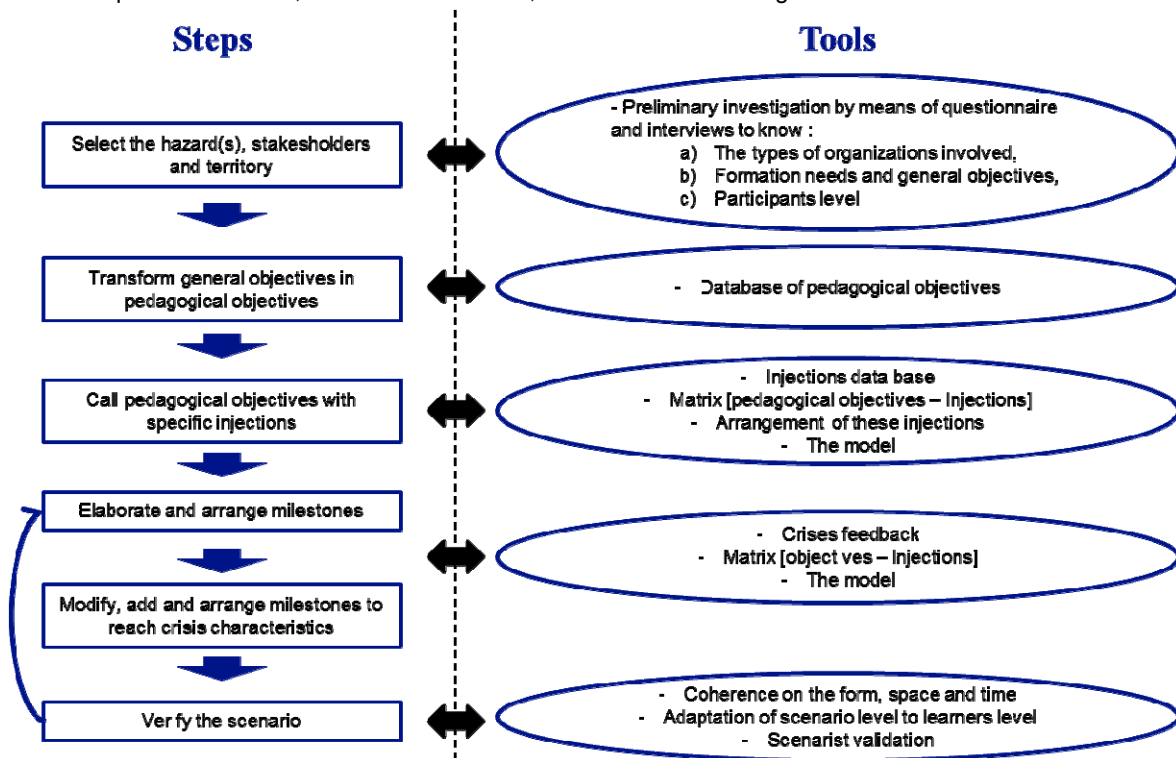 Steps
Tools
Select the hazard(s), stakesholders
and territory
- Preliminary investigation by means of questionnaire
and interviews to know :
a) The types of organizations involved,
b) Formation needs and general objectives,
c) Participants level
Transform general objectives in
pedagogical objectives
- Database of pedagogical objectives
Call pedagogical objectives with
specific injections
- Injections data base
- Matrix [pedagogical objectives – Injections]
- Arrangement of these injections
- The model
Elaborate and arrange milestones
Modify, add and arrange milestones to
reach crisis characteristics
- Crises feedback
- Matrix [object ves – Injections]
- The model
Ver fy the scenario
- Coherence on the form, space and time
- Adaptation of scenario level to learners level
- Scenarist validation